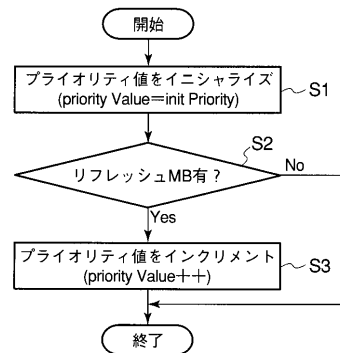 開始
プライオリティ値をイニシャライズ
(priority Value=init Priority)
S1
S2
リフレッシュMB有?
No
Yes
プライオリティ値をインクリメント
(priority Value++)
S3
終了